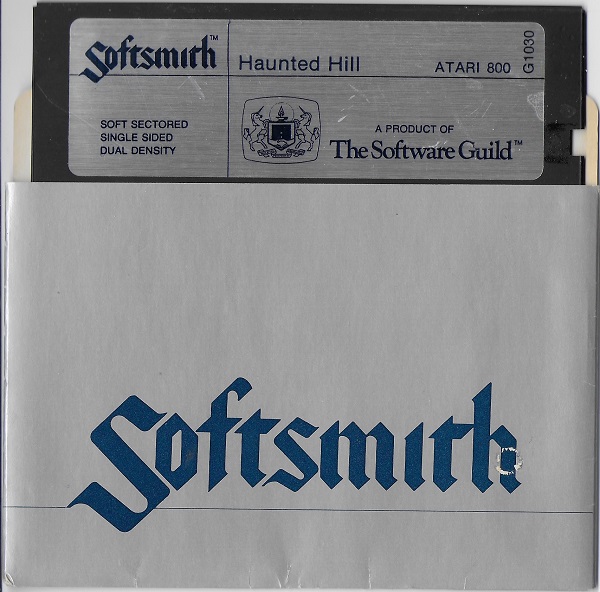 Softsmith™
Haunted Hill
ATARI 800
G1030
SOFT SECTORED
SINGLE SIDED
DUAL DENSITY
A PRODUCT OF
The Software Guild™
Softsmith